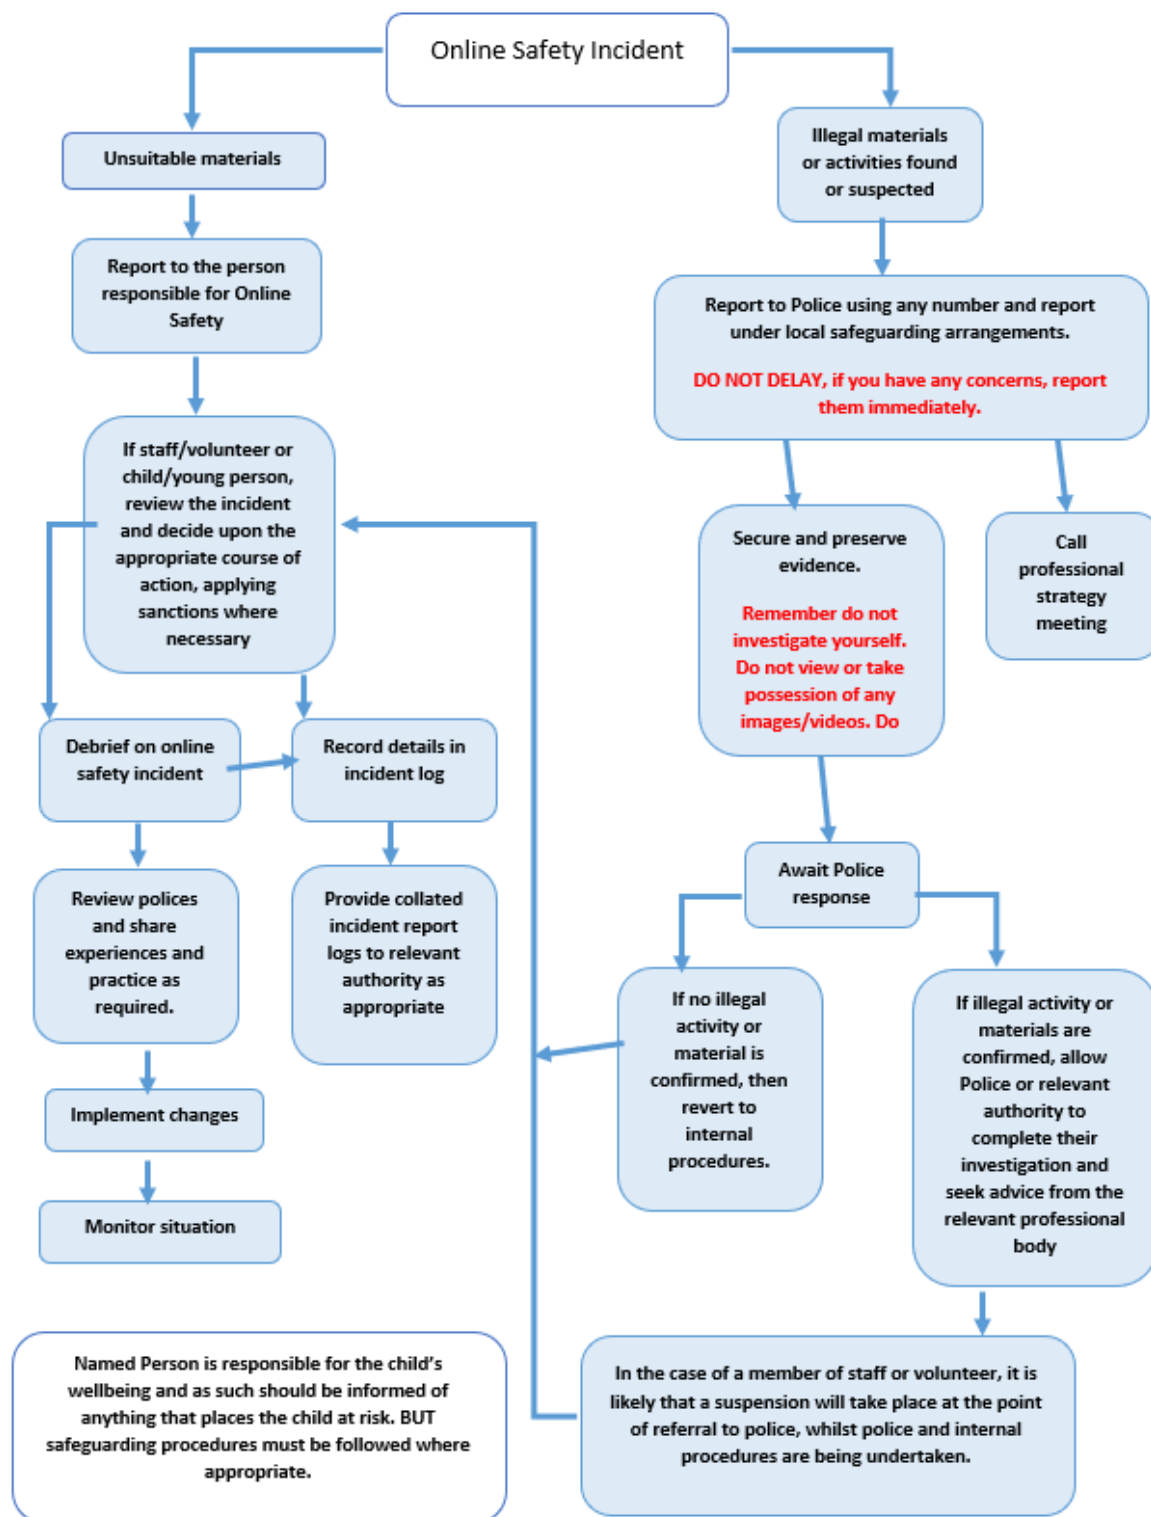 Online Safety Incident
Unsuitable materials
Report to the person
responsible for Online
Safety
If staff/volunteer or
child/young person,
review the incident
and decide upon the
appropriate course of
action, applying
sanctions where
necessary
Debrief on online
safety incident
Record details in
incident log
Review polices
and share
experiences and
practice as
required.
Provide collated
incident report
logs to relevant
authority as
appropriate
Implement changes
Monitor situation
Illegal materials
or activities found
or suspected
Report to Police using any number and report
under local safeguarding arrangements.
DO NOT DELAY, if you have any concerns, report
them immediately.
Secure and preserve
evidence.
Remember do not
investigate yourself.
Do not view or take
possession of any
images/videos. Do
Call
professional
strategy
meeting
Await Police
response
If no illegal
activity or
material is
confirmed, then
revert to
internal
procedures.
If illegal activity or
materials are
confirmed, allow
Police or relevant
authority to
complete their
investigation and
seek advice from the
relevant professional
body
In the case of a member of staff or volunteer, it is
likely that a suspension will take place at the point
of referral to police, whilst police and internal
procedures are being undertaken.
Named Person is responsible for the child's
wellbeing and as such should be informed of
anything that places the child at risk. BUT
safeguarding procedures must be followed where
appropriate.